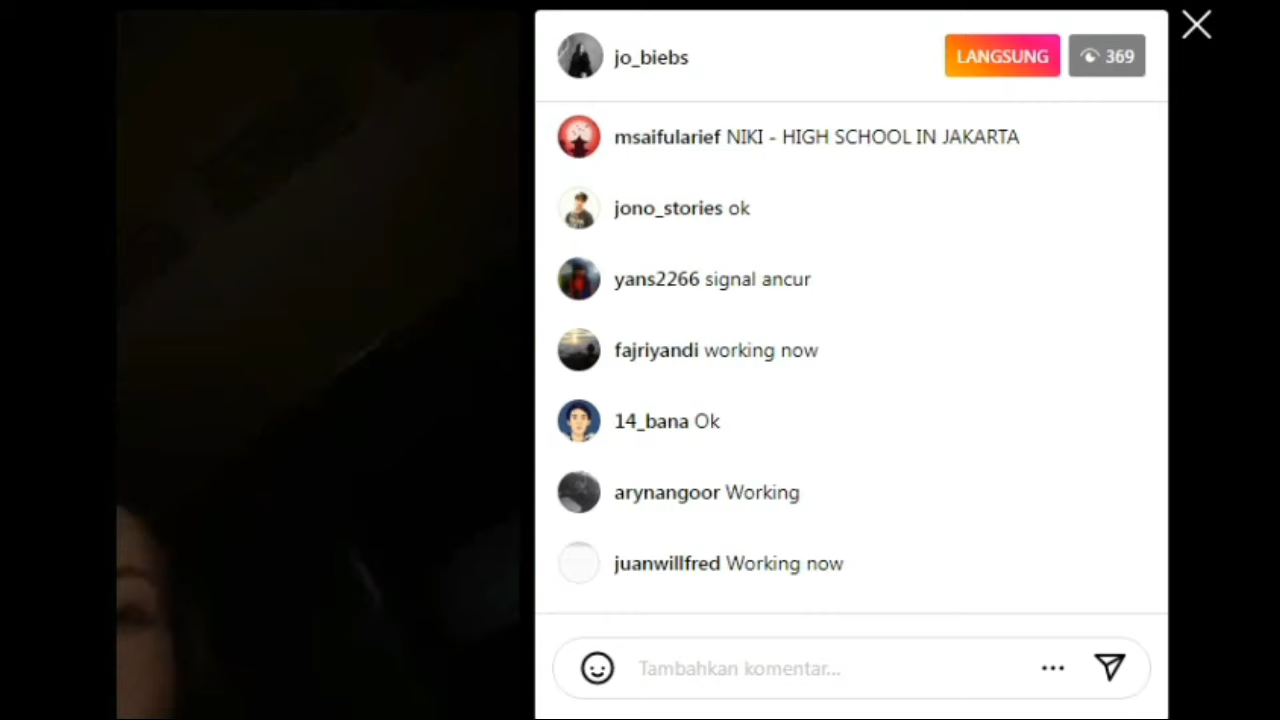 jo_biebs LANGSUNG 369
msaifularief NIKI - HIGH SCHOOL IN JAKARTA
jono_stories ok
yans2266 signal ancur
fajriyandi working now
14_bana Ok
arynangoor Working
juanwillfred Working now
Tambahkan komentar...